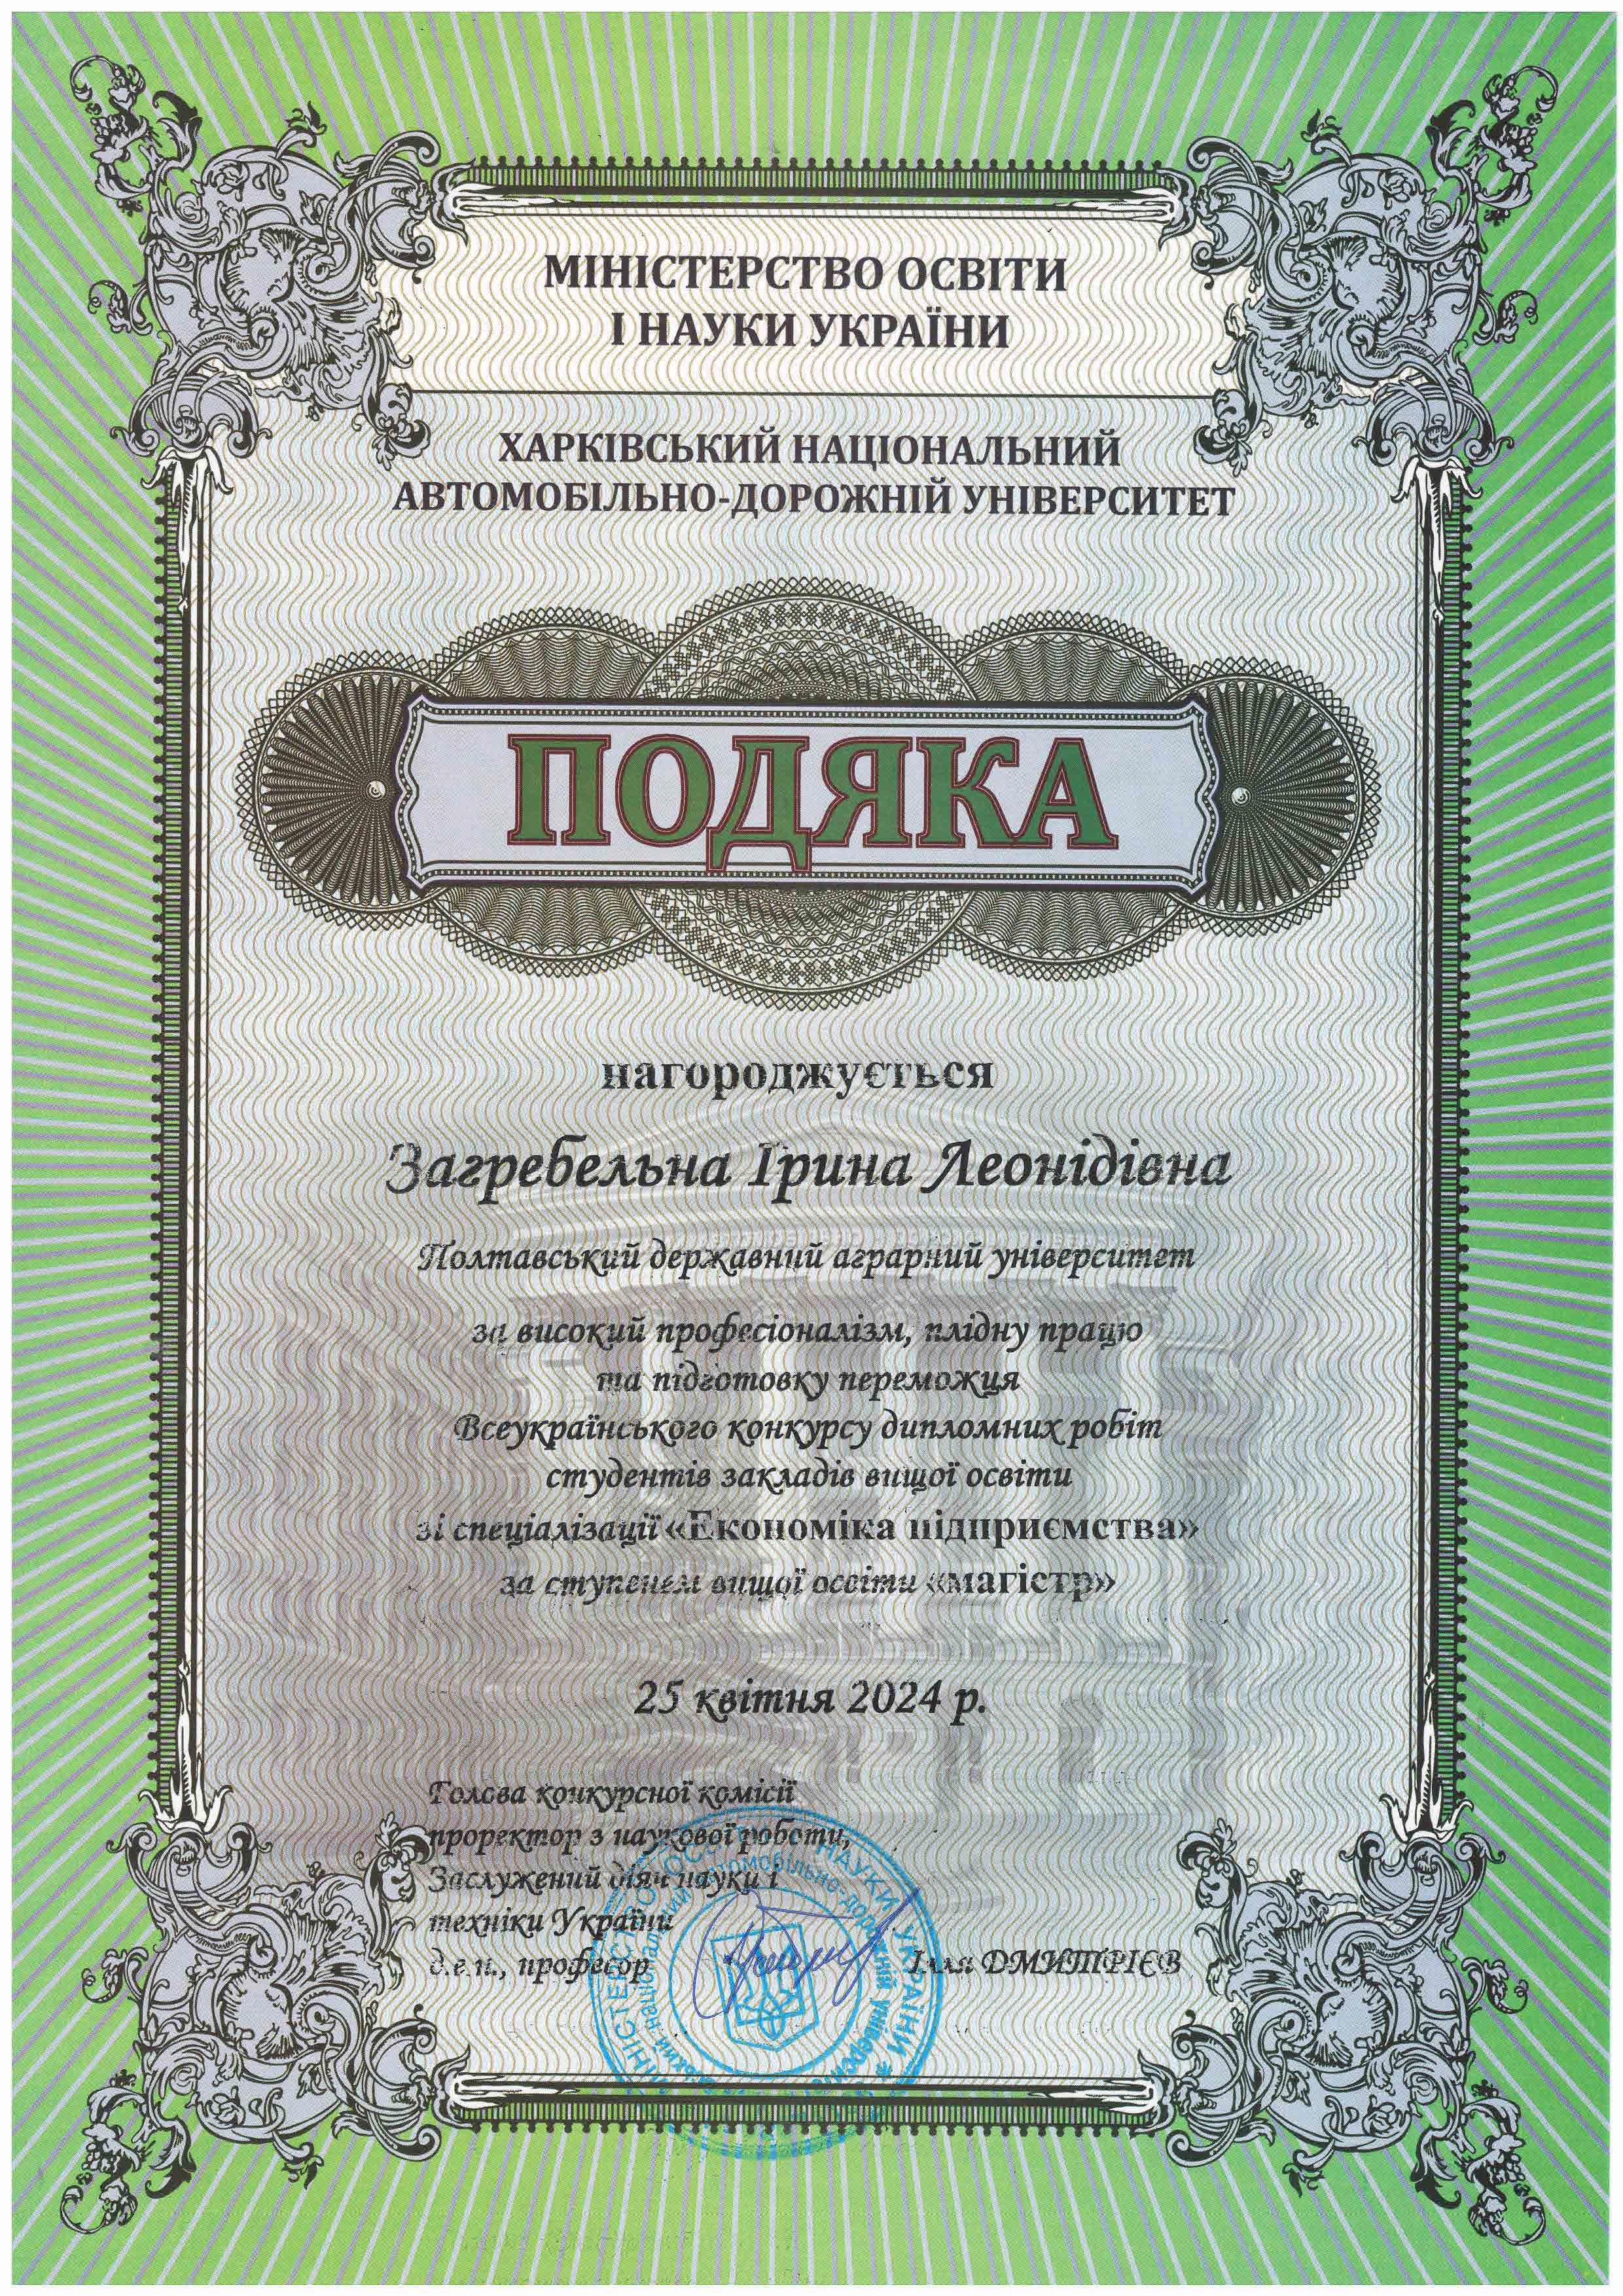 МІНІСТЕРСТВО ОСВІТИ
І НАУКИ УКРАЇНИ
ХАРКІВСЬКИЙ НАЦІОНАЛЬНИЙ
АВТОМОБІЛЬНО-ДОРОЖНІЙ УНІВЕРСИТЕТ
ПОДЯКА
нагороджується
Загребельна Ірина Леонідівна
Полтавський державний аграрний університет
за високий професіоналізм, плідну працю
та підготовку переможця
Всеукраїнського конкурсу дипломних робіт
студентів закладів вищої освіти
зі спеціалізації «Економіка підприємства»
за ступенем вищої освіти «магістр»
25 квітня 2024 р.
Голова конкурсної комісії
проректор з наукової роботи,
Заслужений діяч науки і
техніки України
д.е.н., професор Ілля ДМИТРІЄВ